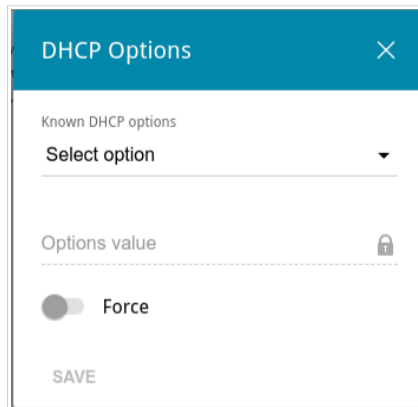 DHCP Options
Known DHCP options
Select option
Options value
Force
SAVE